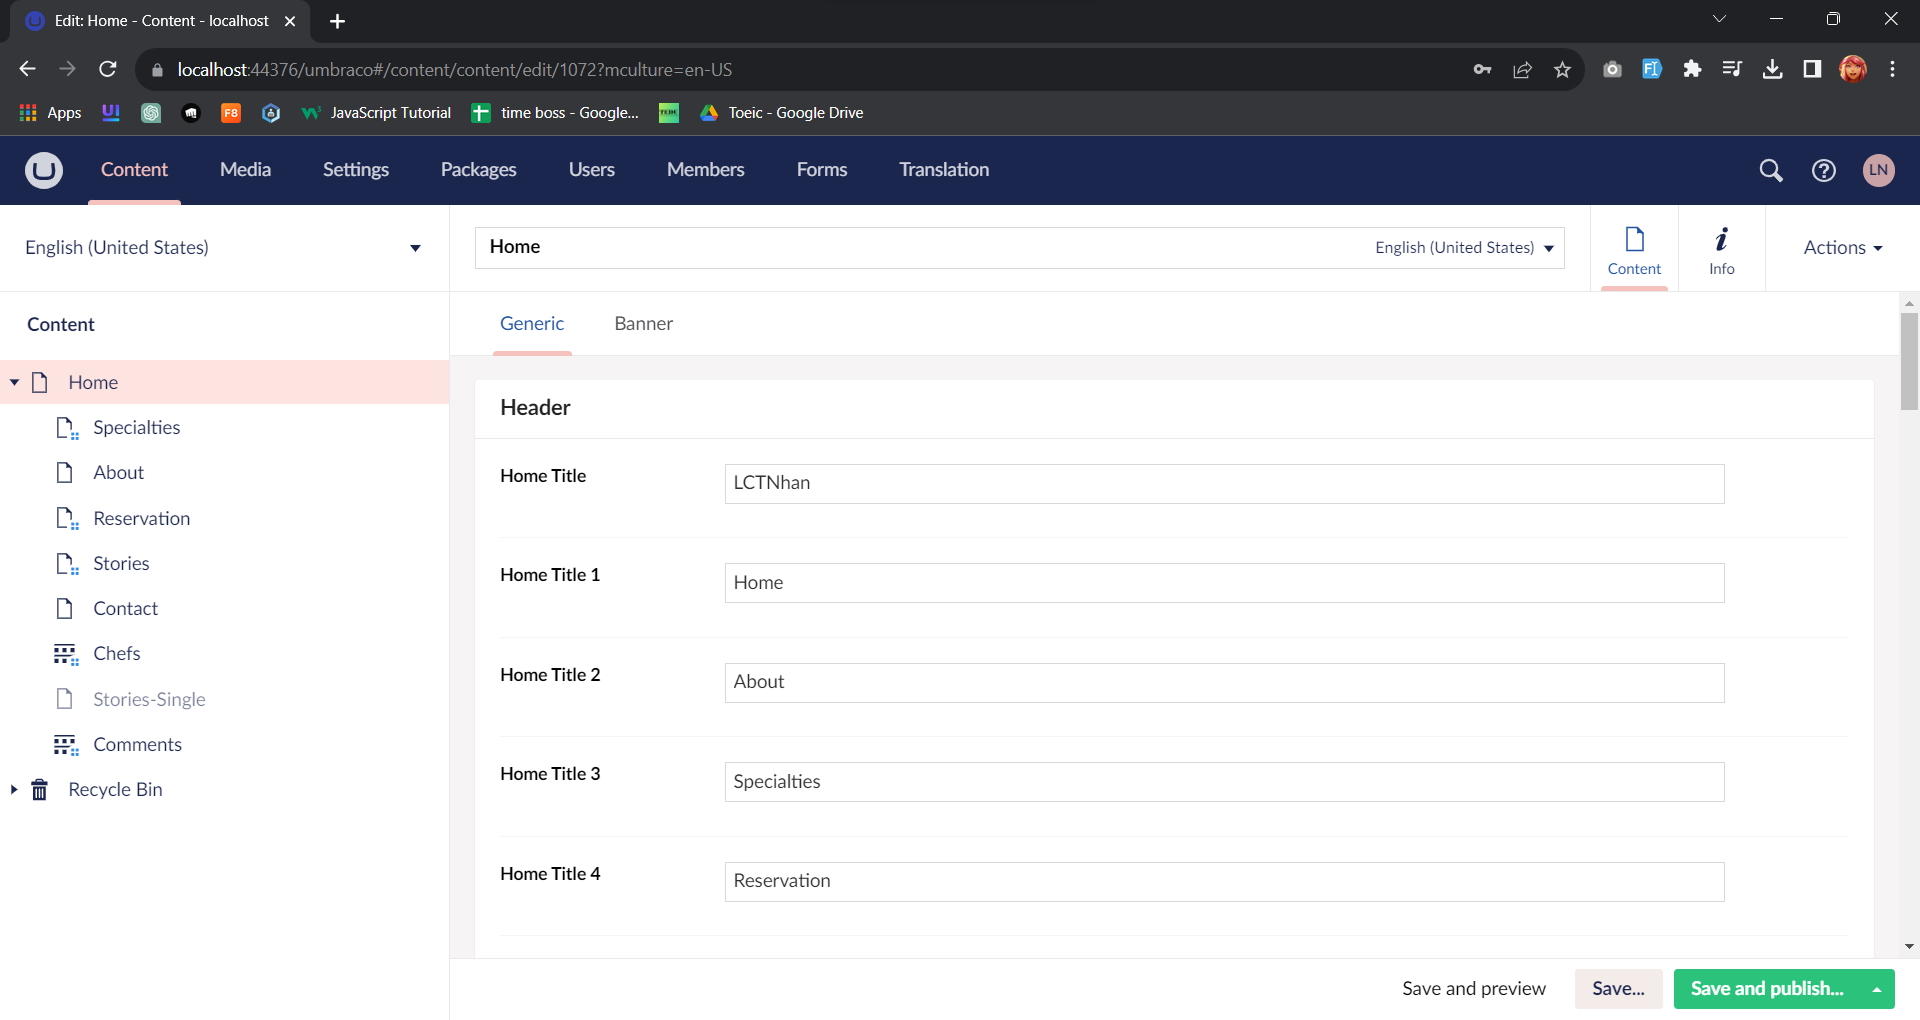 Edit: Home - Content - localhost
localhost:44376/umbraco#/content/content/edit/1072?mculture=en-US
Apps
F8
JavaScript Tutorial
time boss - Google...
Toeic - Google Drive
Content
Media
Settings
Packages
Users
Members
Forms
Translation
LN
English (United States)
Home
English (United States)
Content
Info
Actions
Content
Generic
Banner
Home
Specialties
About
Reservation
Stories
Contact
Chefs
Stories-Single
Comments
Recycle Bin
Header
Home Title
LCTNhan
Home Title 1
Home
Home Title 2
About
Home Title 3
Specialties
Home Title 4
Reservation
Save and preview
Save...
Save and publish...